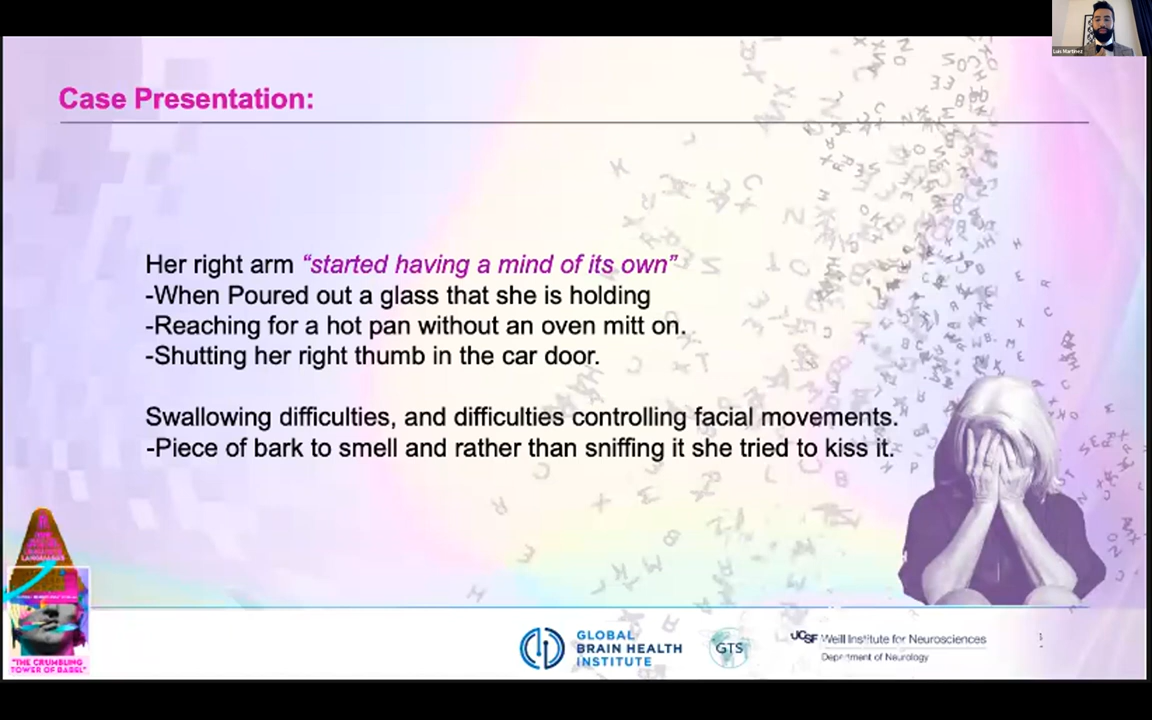 Luis Martinez
Case Presentation:
Her right arm “started having a mind of its own”
-When Poured out a glass that she is holding
-Reaching for a hot pan without an oven mitt on.
-Shutting her right thumb in the car door.
Swallowing difficulties, and difficulties controlling facial movements.
-Piece of bark to smell and rather than sniffing it she tried to kiss it.
"THE CRUMBLING
TOWER OF BABEL"
GLOBAL
BRAIN HEALTH
INSTITUTE
GTS
UCSF Weill Institute for Neurosciences
Department of Neurology